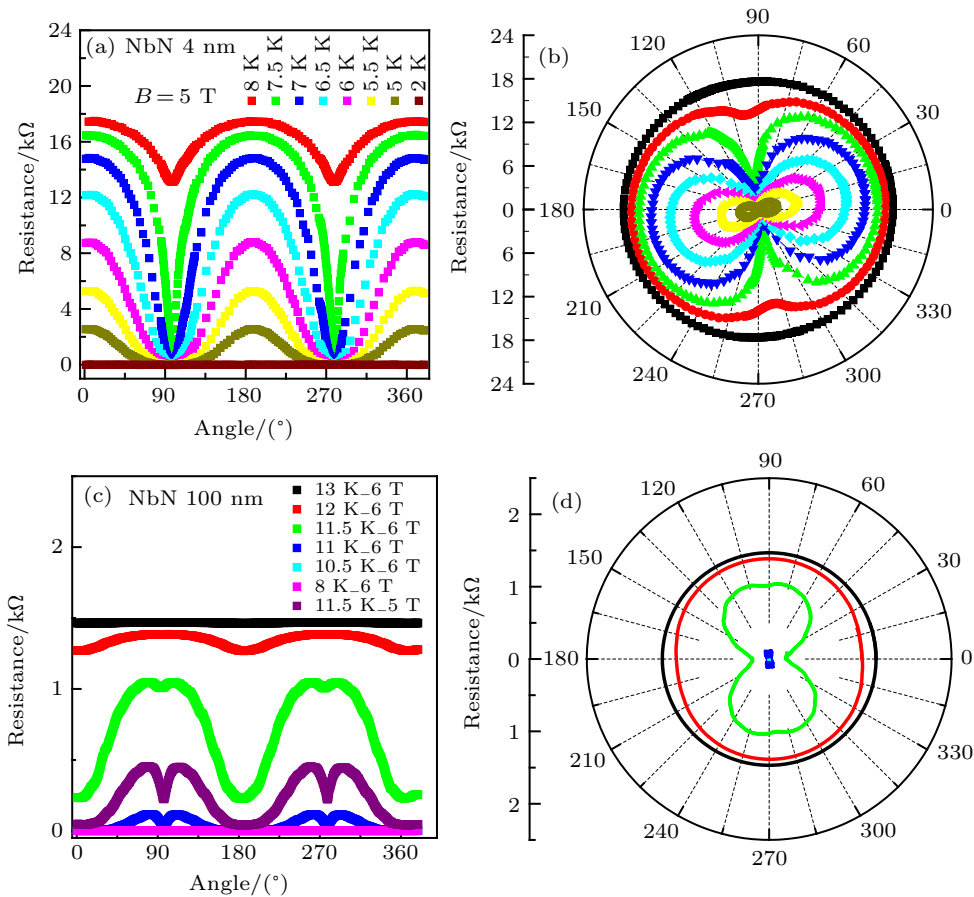 (a) NbN 4 nm
B = 5 T
8 K
7.5 K
7 K
6.5 K
6 K
5.5 K
5 K
2 K
24
20
16
12
8
4
0
Resistance/kΩ
0 90 180 270 360
Angle/(°)
(b)
24
18
12
6
0
6
12
18
24
Resistance/kΩ
90
60
30
0
330
300
270
240
210
180
150
120
(c) NbN 100 nm
13 K_6 T
12 K_6 T
11.5 K_6 T
11 K_6 T
10.5 K_6 T
8 K_6 T
11.5 K_5 T
2
1
0
Resistance/kΩ
0 90 180 270 360
Angle/(°)
(d)
2
1
0
1
2
Resistance/kΩ
90
60
30
0
330
300
270
240
210
180
150
120